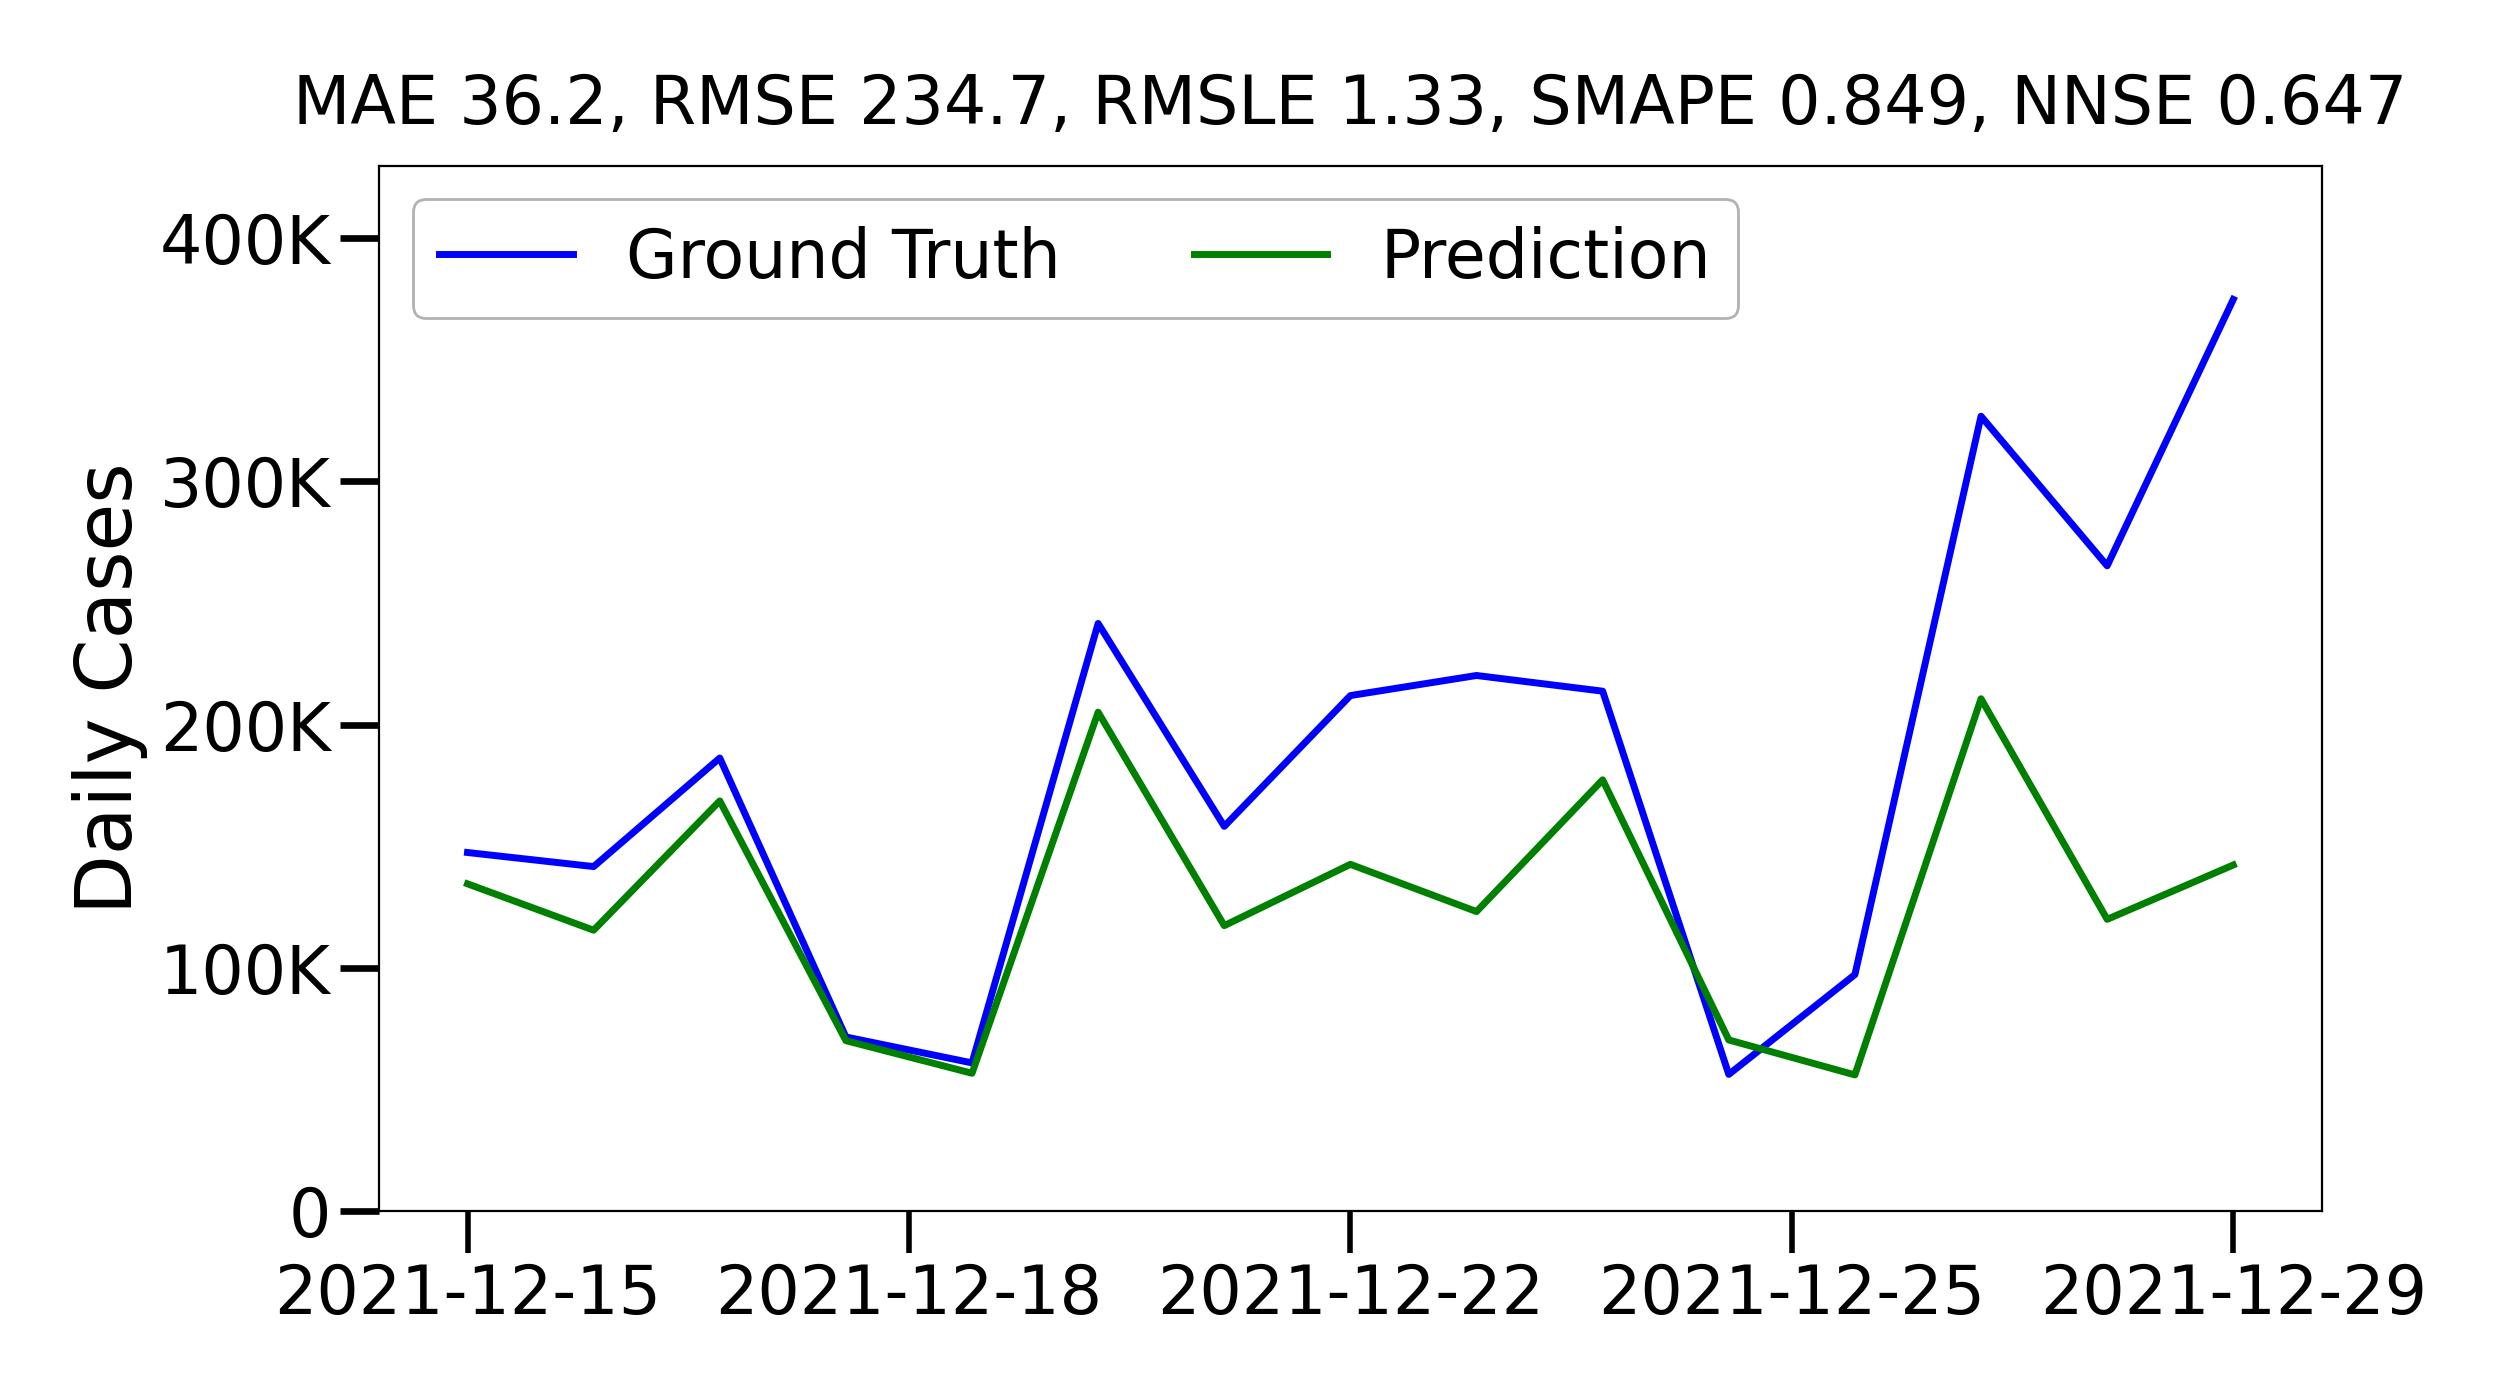 MAE 36.2, RMSE 234.7, RMSLE 1.33, SMAPE 0.849, NNSE 0.647
Ground Truth
Prediction
Daily Cases
400K
300K
200K
100K
0
2021-12-15
2021-12-18
2021-12-22
2021-12-25
2021-12-29